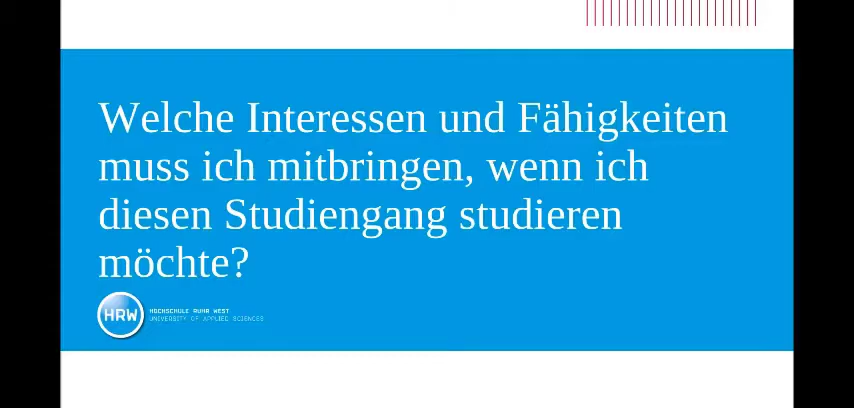 Welche Interessen und Fähigkeiten
muss ich mitbringen, wenn ich
diesen Studiengang studieren
möchte?
HRW
HOCHSCHULE RUHR WEST
UNIVERSITY OF APPLIED SCIENCES